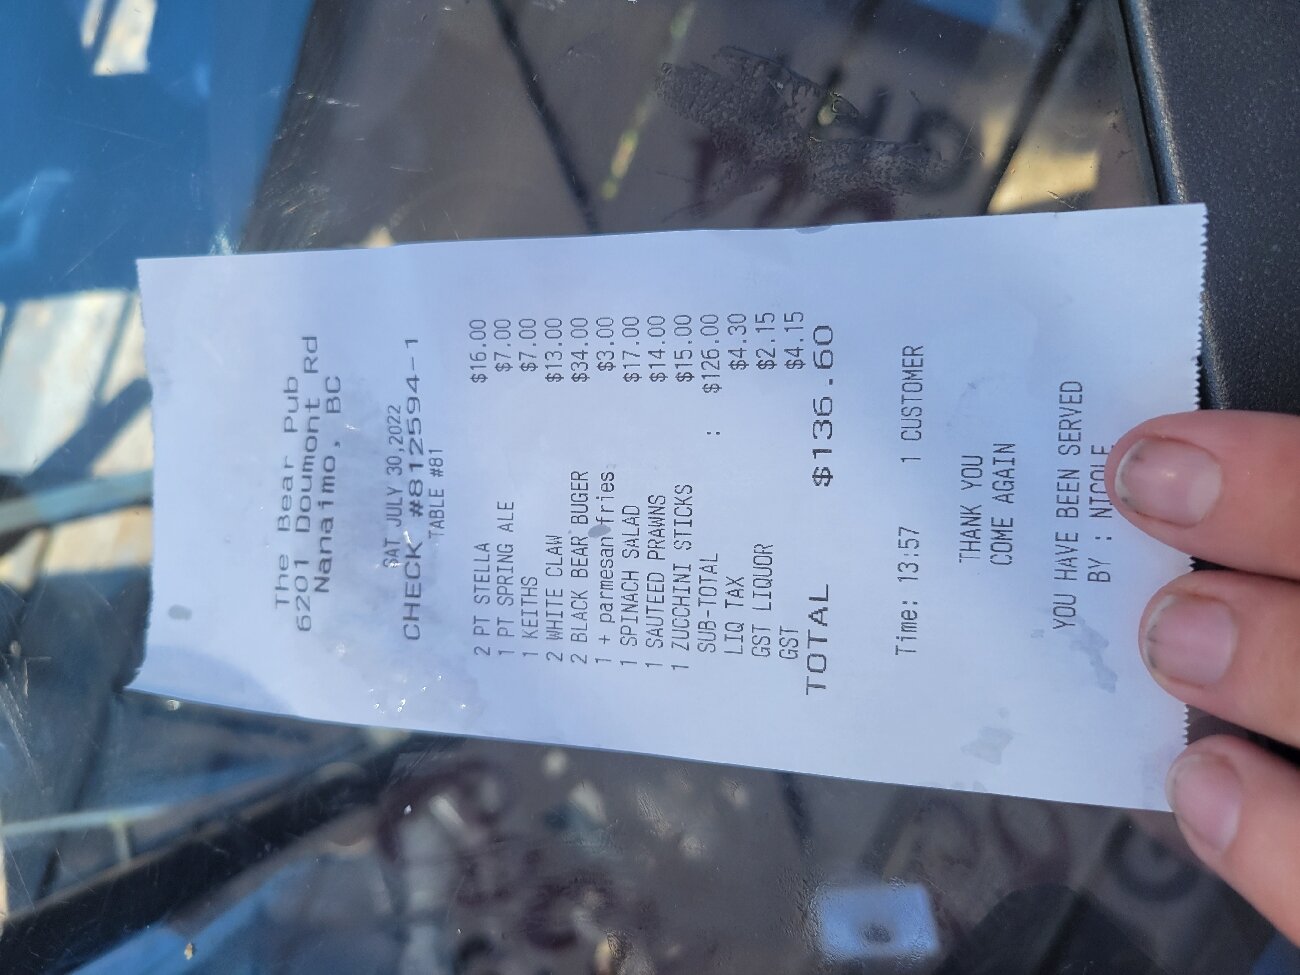 The Bear Pub
6201 Doumont Rd
Nanaimo, BC
SAT JULY 30,2022
CHECK #812594-1
TABLE #81
2 PT STELLA $16.00
1 PT SPRING ALE $7.00
1 KEITHS $7.00
2 WHITE CLAW $13.00
2 BLACK BEAR BUGER $34.00
1 + parmesan fries $3.00
1 SPINACH SALAD $17.00
1 SAUTEED PRAWNS $14.00
1 ZUCCHINI STICKS $15.00
SUB-TOTAL : $126.00
LIQ TAX $4.30
GST LIQUOR $2.15
GST $4.15
TOTAL $136.60
Time: 13:57 1 CUSTOMER
THANK YOU
COME AGAIN
YOU HAVE BEEN SERVED
BY : NICOLE